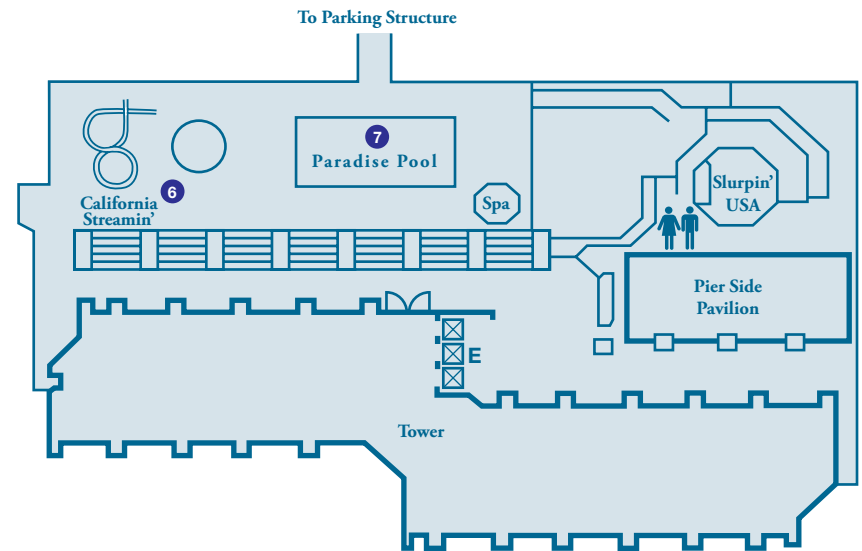 To Parking Structure
7
Paradise Pool
6
California
Streamin'
Spa
Slurpin'
USA
Pier Side
Pavilion
E
Tower